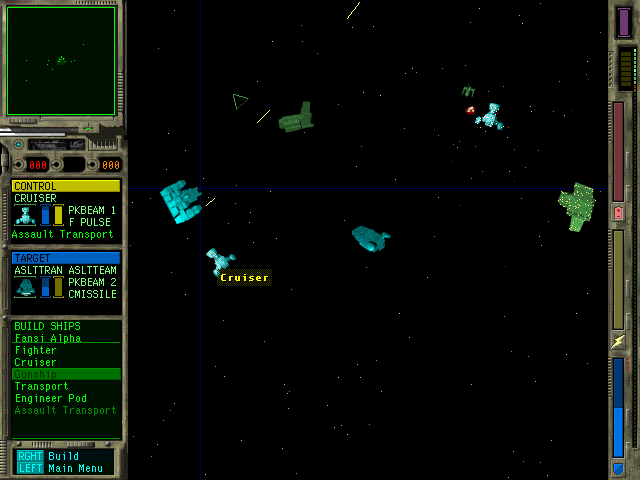 000 000
CONTROL
CRUISER
PKBEAM 1
F PULSE
Assault Transport
TARGET
ASLTTRAN ASLTTEAM
PKBEAM 2
CMISSILE
BUILD SHIPS
Fansi Alpha
Fighter
Cruiser
Gunship
Transport
Engineer Pod
Assault Transport
RGHT Build
LEFT Main Menu
Cruiser